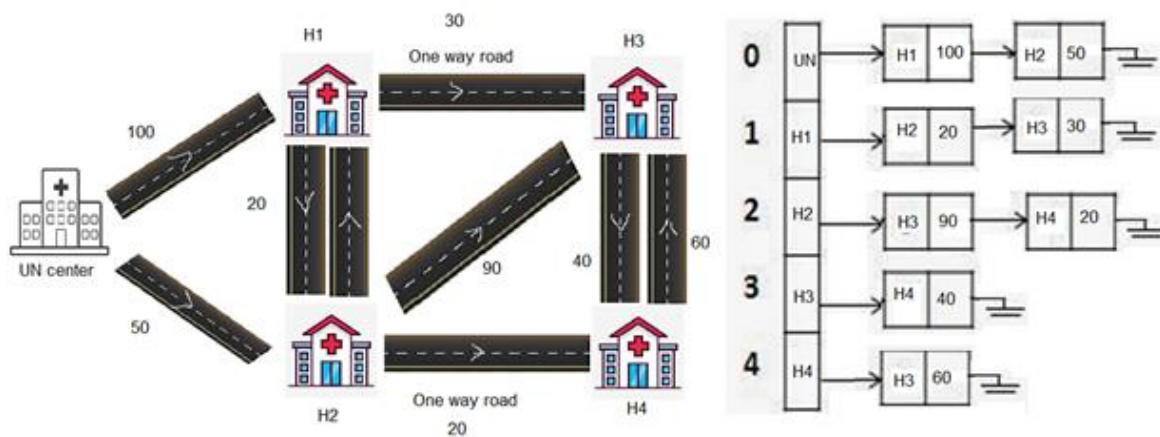 30
H1
H3
One way road
100
20
UN center
90
40
60
50
H2
One way road
H4
20
0
UN
H1 100
H2 50
1
H1
H2 20
H3 30
2
H2
H3 90
H4 20
3
H3
H4 40
4
H4
H3 60